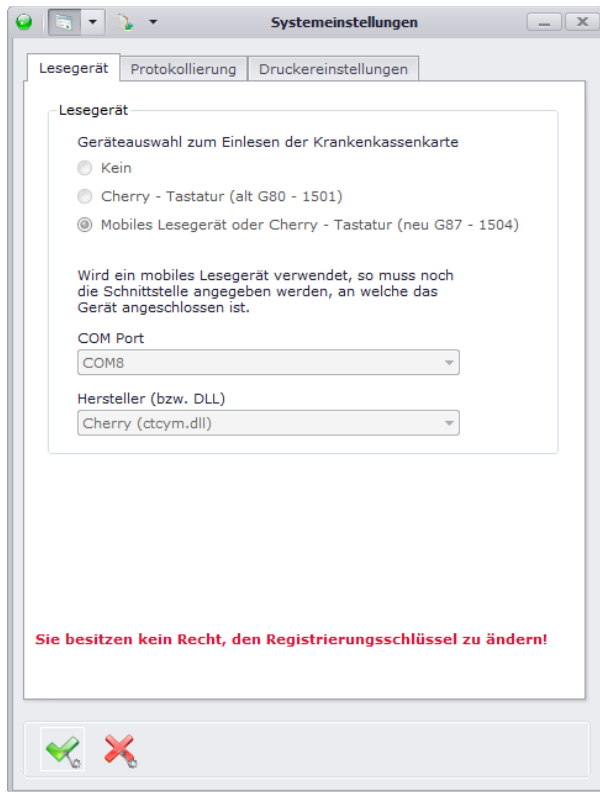 Systemeinstellungen
Lesegerät Protokollierung Druckereinstellungen
Lesegerät
Geräteauswahl zum Einlesen der Krankenkassenkarte
Kein
Cherry - Tastatur (alt G80 - 1501)
Mobiles Lesegerät oder Cherry - Tastatur (neu G87 - 1504)
Wird ein mobiles Lesegerät verwendet, so muss noch
die Schnittstelle angegeben werden, an welche das
Gerät angeschlossen ist.
COM Port
COM8
Hersteller (bzw. DLL)
Cherry (ctcym.dll)
Sie besitzen kein Recht, den Registrierungsschlüssel zu ändern!